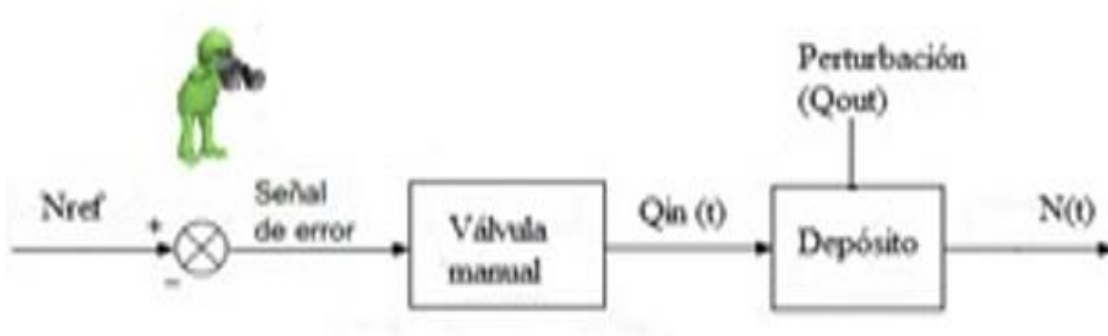 Perturbación
(Qout)
Nref
+
−
Señal
de error
Válvula
manual
Qin (t)
Depósito
N(t)